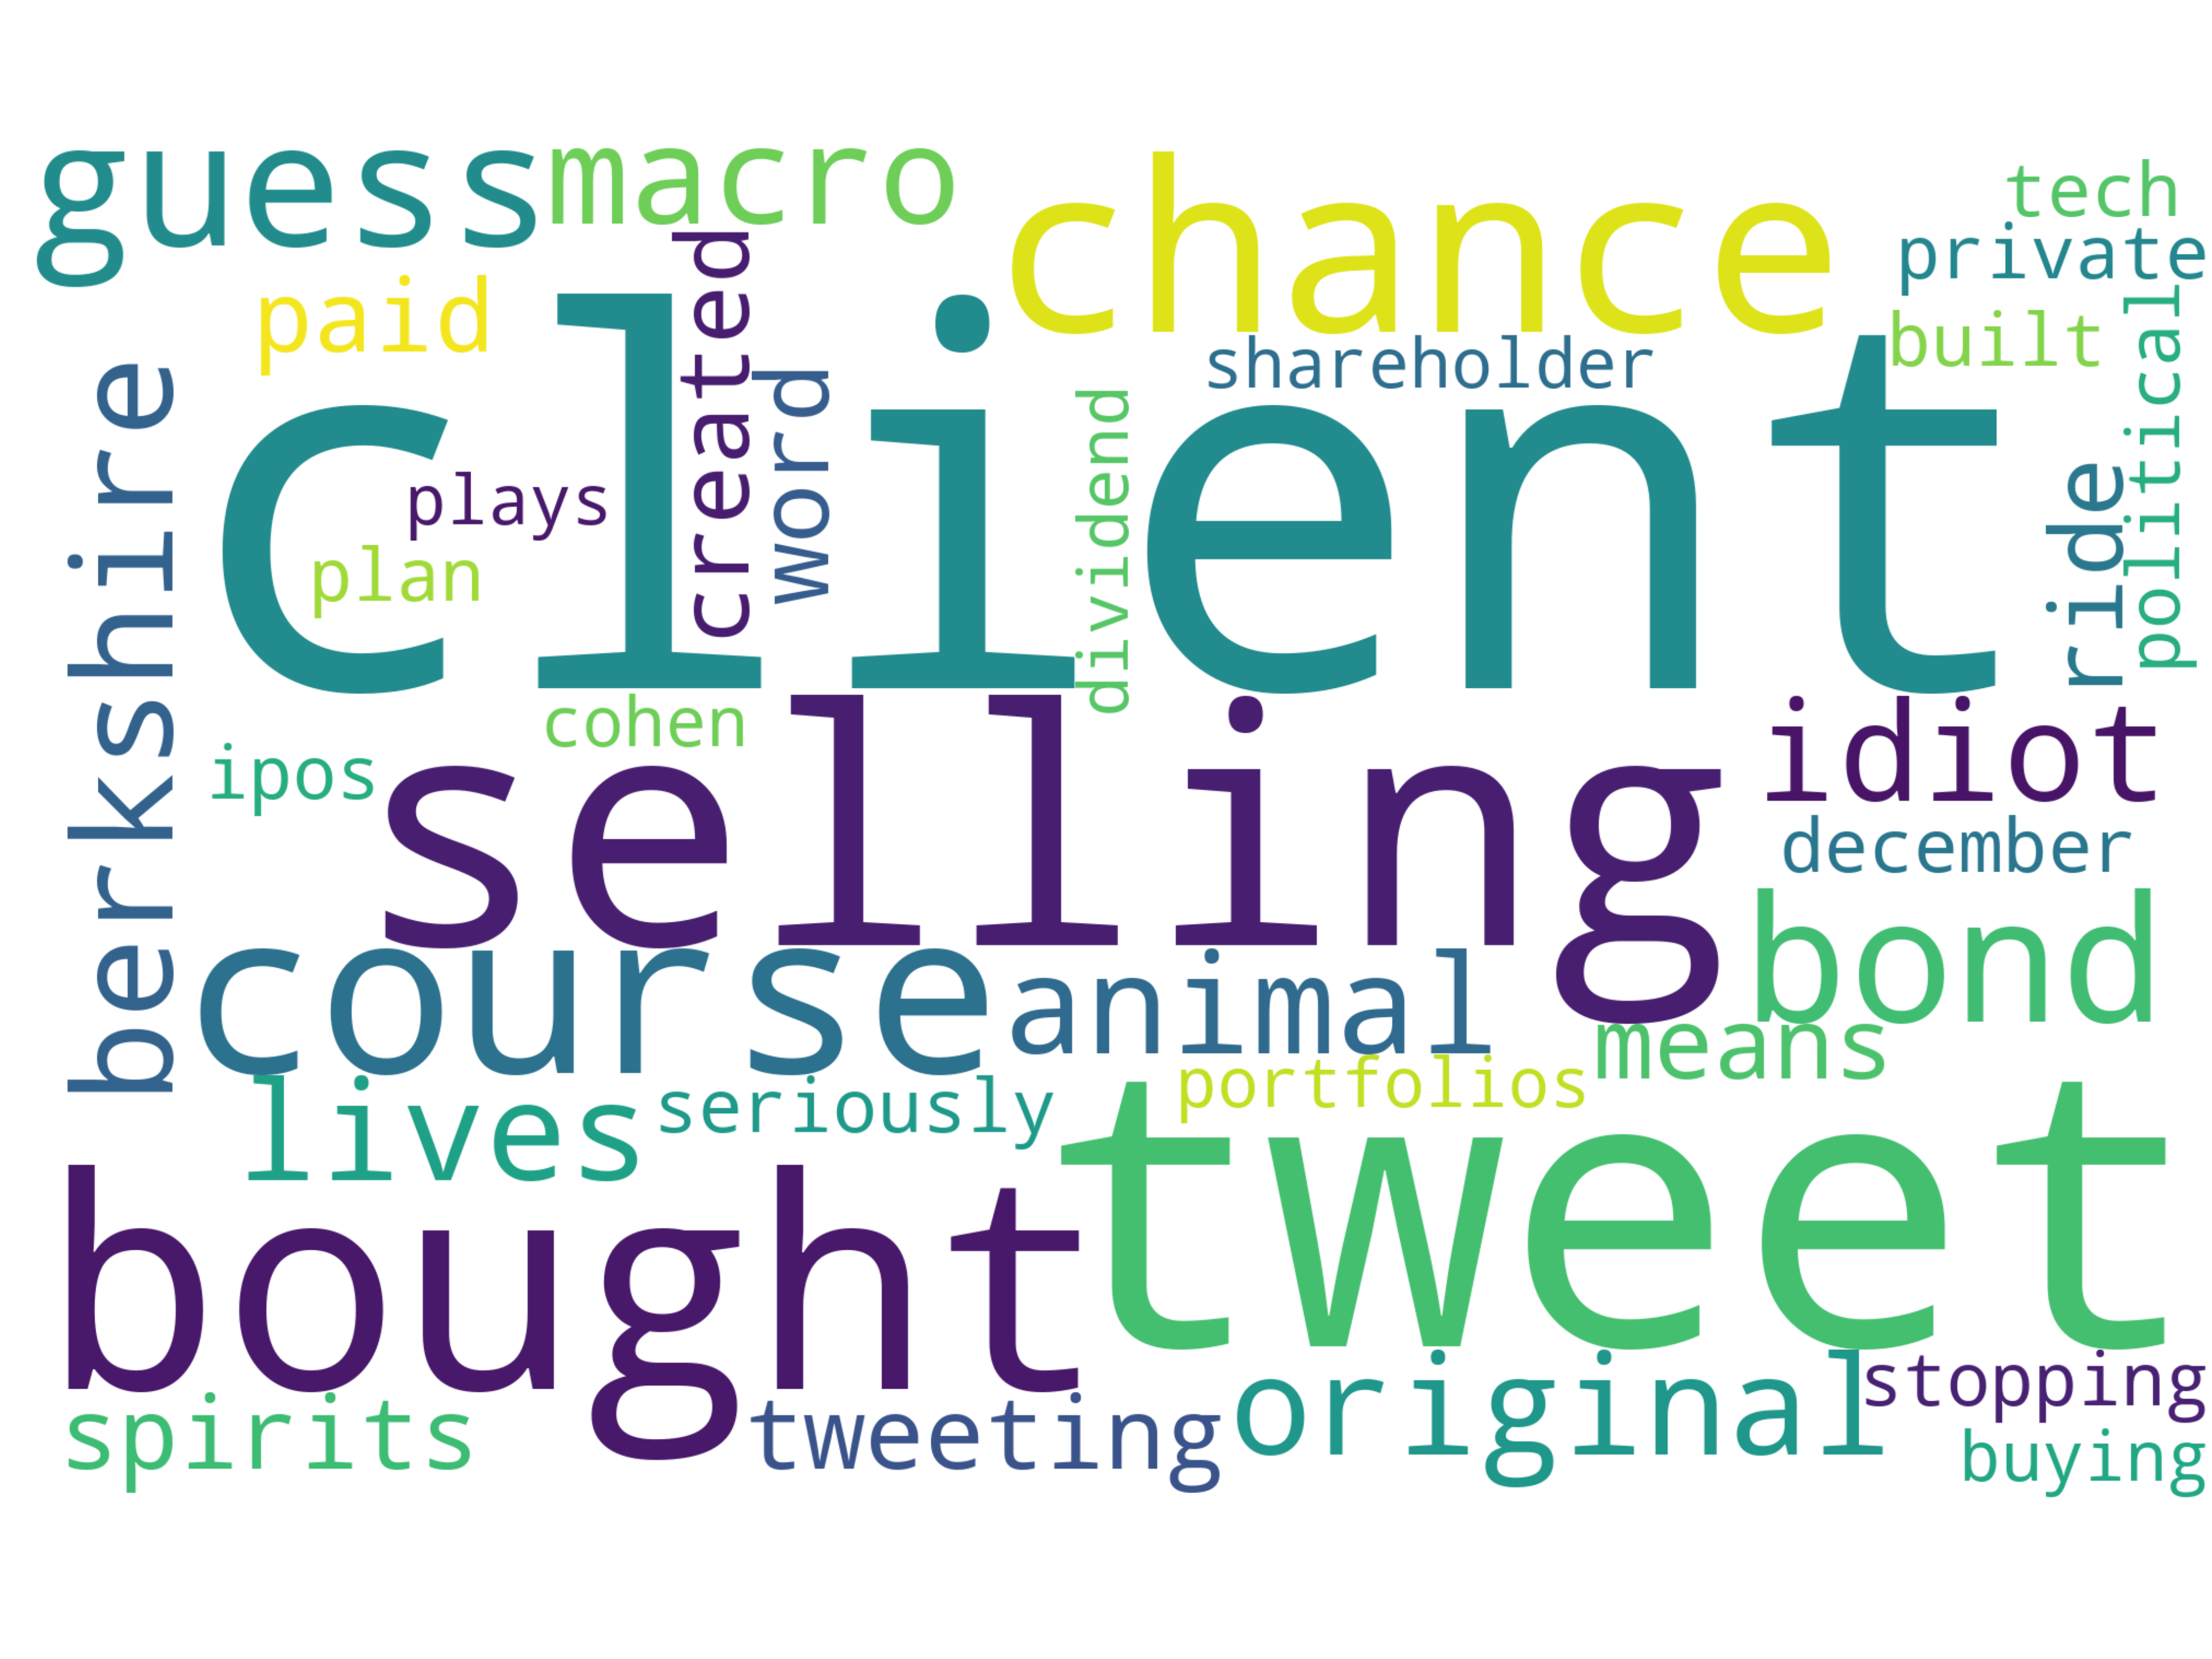 guess
macro
chance
tech
private
paid
created
word
shareholder
built
political
client
berkshire
plays
plan
dividend
ride
cohen
ipos
selling
idiot
december
bond
course
animal
means
portfolios
lives
seriously
tweet
bought
spirits
tweeting
original
stopping
buying